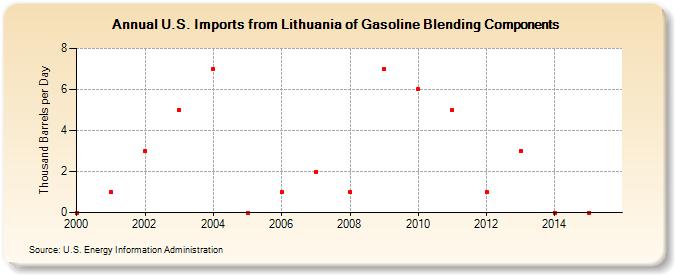 Annual U.S. Imports from Lithuania of Gasoline Blending Components
Thousand Barrels per Day
8
6
4
2
0
2000 2002 2004 2006 2008 2010 2012 2014
Source: U.S. Energy Information Administration